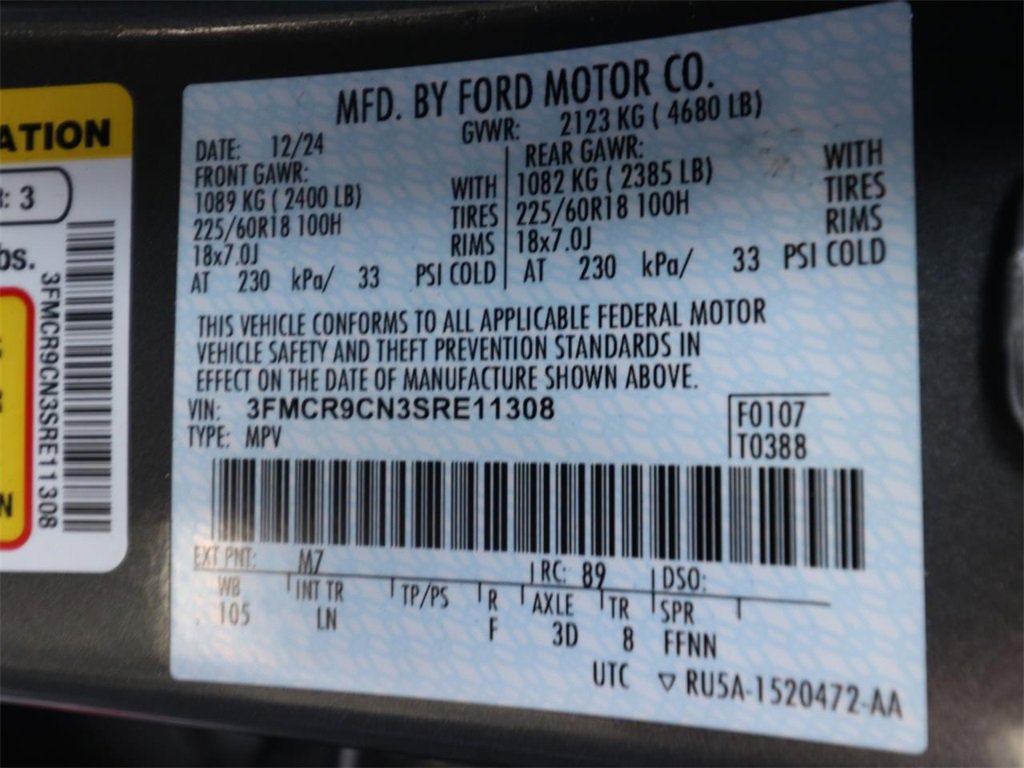 ATION
R: 3
bs.
3FMCR9CN3SRE11308
N
MFD. BY FORD MOTOR CO.
DATE: 12/24 GVWR: 2123 KG ( 4680 LB)
FRONT GAWR: REAR GAWR:
1089 KG ( 2400 LB) WITH 1082 KG ( 2385 LB) WITH
225/60R18 100H TIRES 225/60R18 100H TIRES
18x7.0J RIMS 18x7.0J RIMS
AT 230 kPa/ 33 PSI COLD AT 230 kPa/ 33 PSI COLD
THIS VEHICLE CONFORMS TO ALL APPLICABLE FEDERAL MOTOR
VEHICLE SAFETY AND THEFT PREVENTION STANDARDS IN
EFFECT ON THE DATE OF MANUFACTURE SHOWN ABOVE.
VIN: 3FMCR9CN3SRE11308 F0107
TYPE: MPV T0388
EXT PNT: M7 RC: 89 DSO:
WB INT TR TP/PS R AXLE TR SPR
105 LN F 3D 8 FFNN
UTC ▽ RU5A-1520472-AA